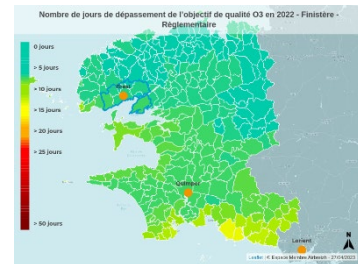 Nombre de jours de dépassement de l'objectif de qualité O3 en 2022 - Finistère -
Réglementaire
0 jours
> 5 jours
> 10 jours
> 15 jours
> 20 jours
> 25 jours
> 50 jours
Brest
Quimper
Lorient
N
Leaflet